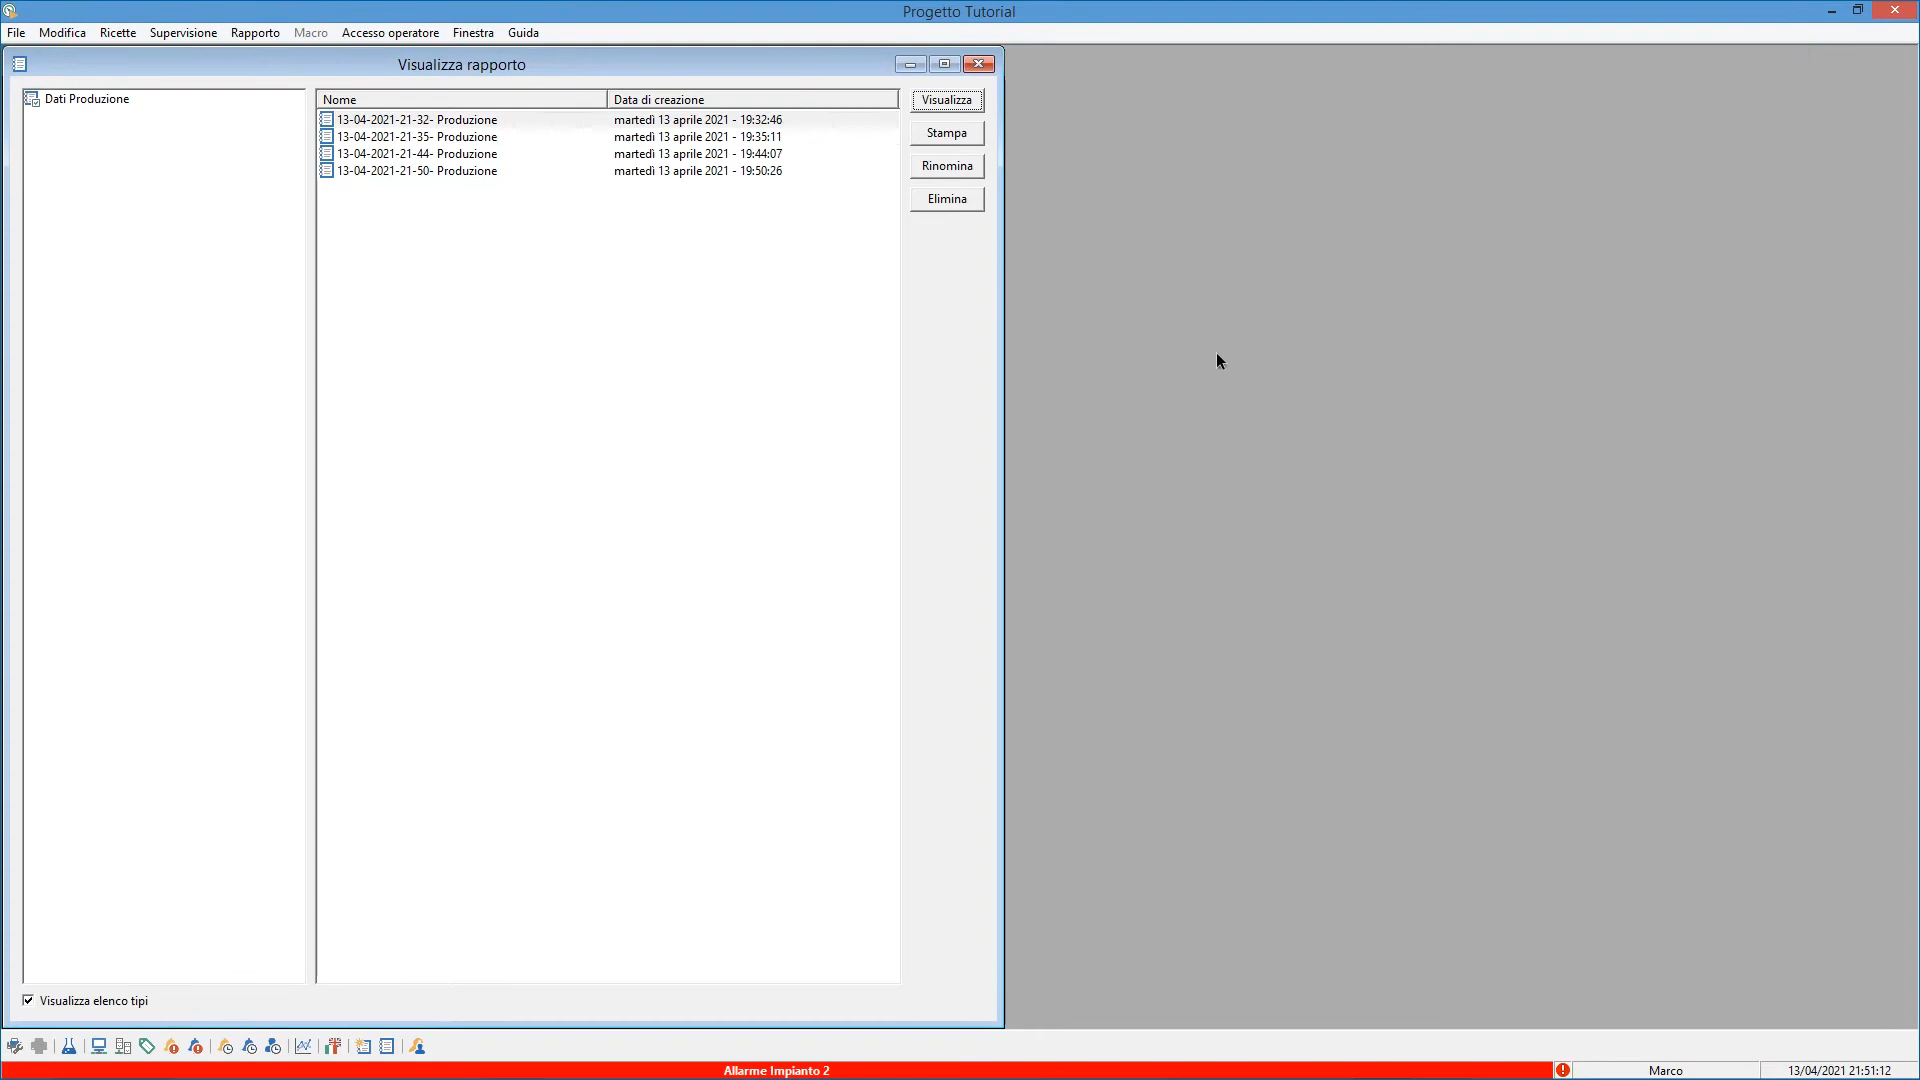 Progetto Tutorial
File Modifica Ricette Supervisione Rapporto Macro Accesso operatore Finestra Guida
Visualizza rapporto
Dati Produzione
Nome Data di creazione
13-04-2021-21-32- Produzione martedì 13 aprile 2021 - 19:32:46
13-04-2021-21-35- Produzione martedì 13 aprile 2021 - 19:35:11
13-04-2021-21-44- Produzione martedì 13 aprile 2021 - 19:44:07
13-04-2021-21-50- Produzione martedì 13 aprile 2021 - 19:50:26
Visualizza
Stampa
Rinomina
Elimina
Visualizza elenco tipi
Allarme Impianto 2 Marco 13/04/2021 21:51:12